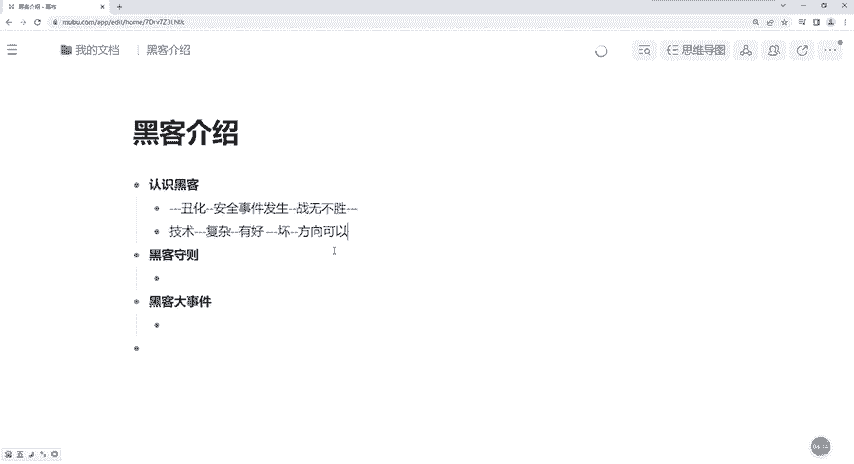 黑客介绍 - 幕布
mubu.com/app/edit/home/
我的文档 | 黑客介绍
思维导图
黑客介绍
认识黑客
---丑化--安全事件发生--战无不胜---
技术---复杂--有好 ---坏--方向可以
黑客守则
黑客大事件